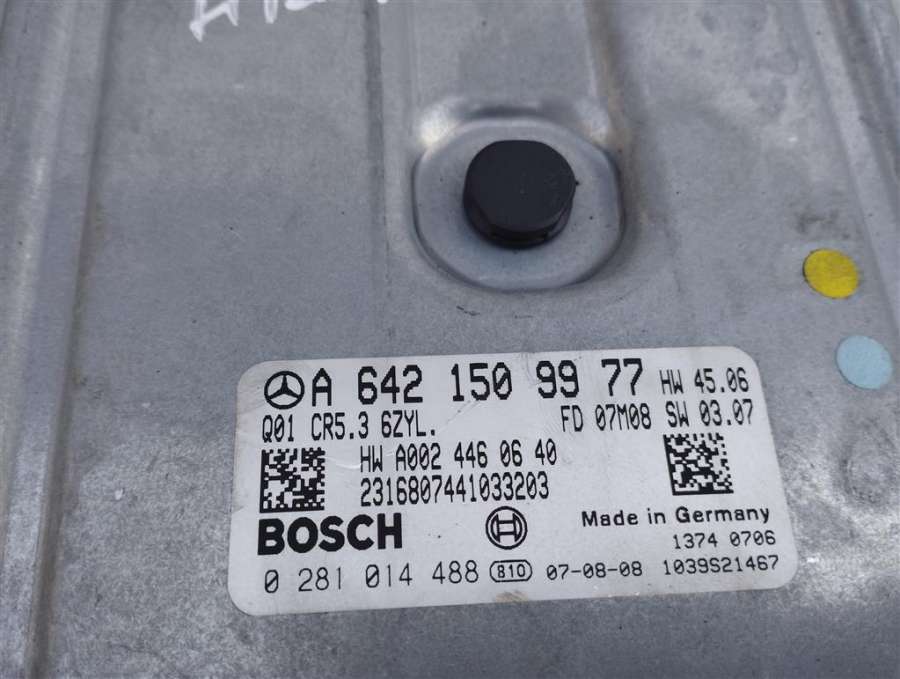 A 642 150 99 77 HW 45.06
Q01 CR5.3 6ZYL. FD 07M08 SW 03.07
HW A002 446 06 40
2316807441033203
BOSCH Made in Germany
1374 0706
0 281 014 488 810 07-08-08 1039S21467